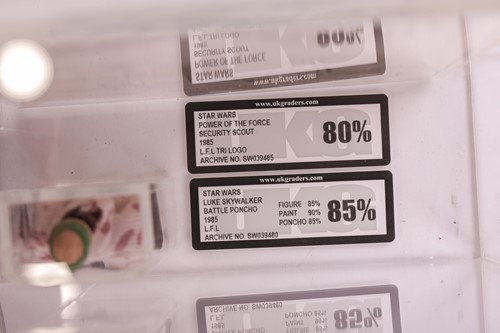 www.ukgraders.com
STAR WARS
POWER OF THE FORCE
SECURITY SCOUT
1985
L.F.L TRI LOGO
ARCHIVE NO. SW039485
80%
www.ukgraders.com
STAR WARS
LUKE SKYWALKER
BATTLE PONCHO
1985
L.F.L
ARCHIVE NO. SW039480
FIGURE 85%
PAINT 90%
PONCHO 85%
85%